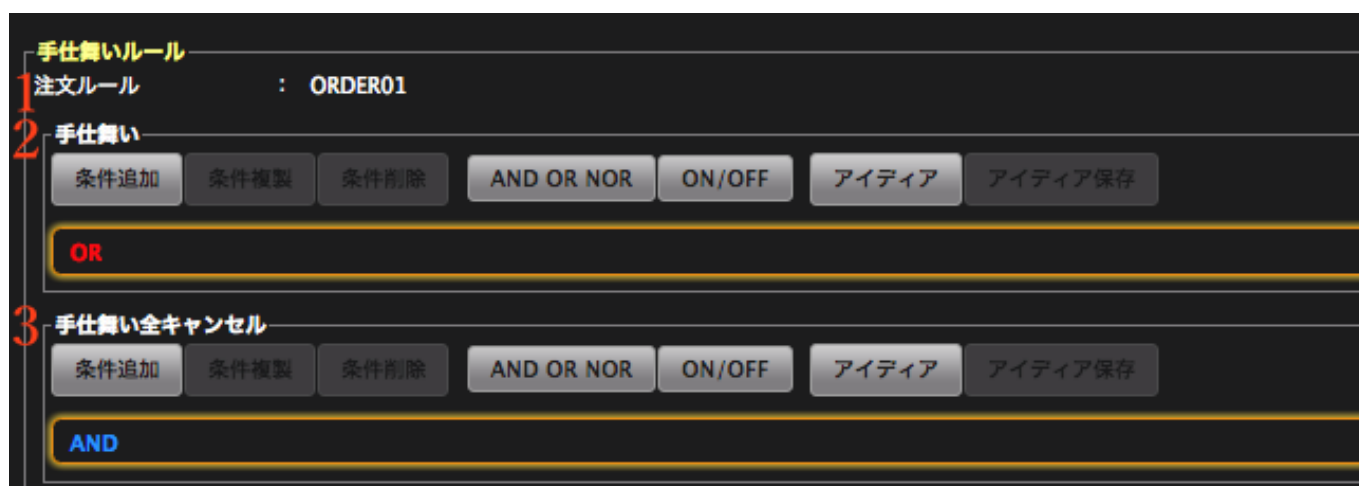 手仕舞いルール
1 注文ルール : ORDER01
2 手仕舞い
条件追加 条件複製 条件削除 AND OR NOR ON/OFF アイディア アイディア保存
OR
3 手仕舞い全キャンセル
条件追加 条件複製 条件削除 AND OR NOR ON/OFF アイディア アイディア保存
AND